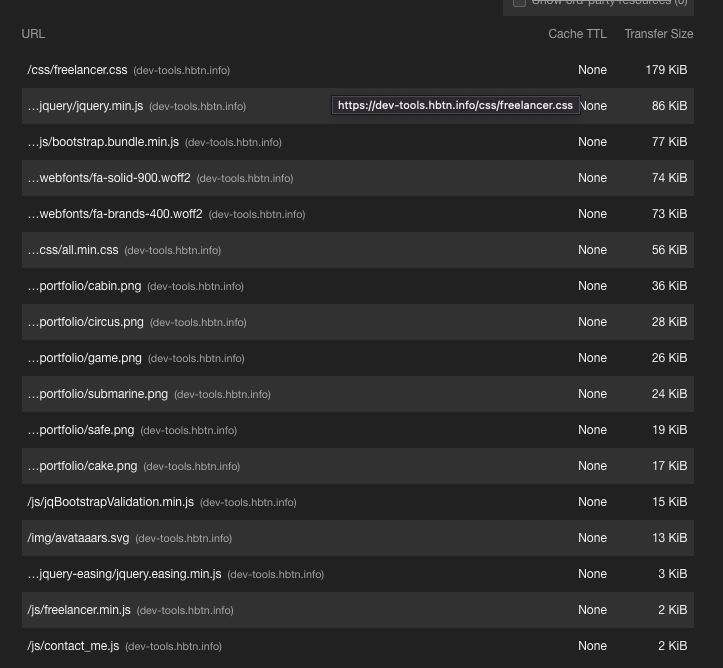 Show 3rd-party resources (0)
URL Cache TTL Transfer Size
/css/freelancer.css (dev-tools.hbtn.info) None 179 KiB
…jquery/jquery.min.js (dev-tools.hbtn.info) https://dev-tools.hbtn.info/css/freelancer.css None 86 KiB
…js/bootstrap.bundle.min.js (dev-tools.hbtn.info) None 77 KiB
…webfonts/fa-solid-900.woff2 (dev-tools.hbtn.info) None 74 KiB
…webfonts/fa-brands-400.woff2 (dev-tools.hbtn.info) None 73 KiB
…css/all.min.css (dev-tools.hbtn.info) None 56 KiB
…portfolio/cabin.png (dev-tools.hbtn.info) None 36 KiB
…portfolio/circus.png (dev-tools.hbtn.info) None 28 KiB
…portfolio/game.png (dev-tools.hbtn.info) None 26 KiB
…portfolio/submarine.png (dev-tools.hbtn.info) None 24 KiB
…portfolio/safe.png (dev-tools.hbtn.info) None 19 KiB
…portfolio/cake.png (dev-tools.hbtn.info) None 17 KiB
/js/jqBootstrapValidation.min.js (dev-tools.hbtn.info) None 15 KiB
/img/avataaars.svg (dev-tools.hbtn.info) None 13 KiB
…jquery-easing/jquery.easing.min.js (dev-tools.hbtn.info) None 3 KiB
/js/freelancer.min.js (dev-tools.hbtn.info) None 2 KiB
/js/contact_me.js (dev-tools.hbtn.info) None 2 KiB